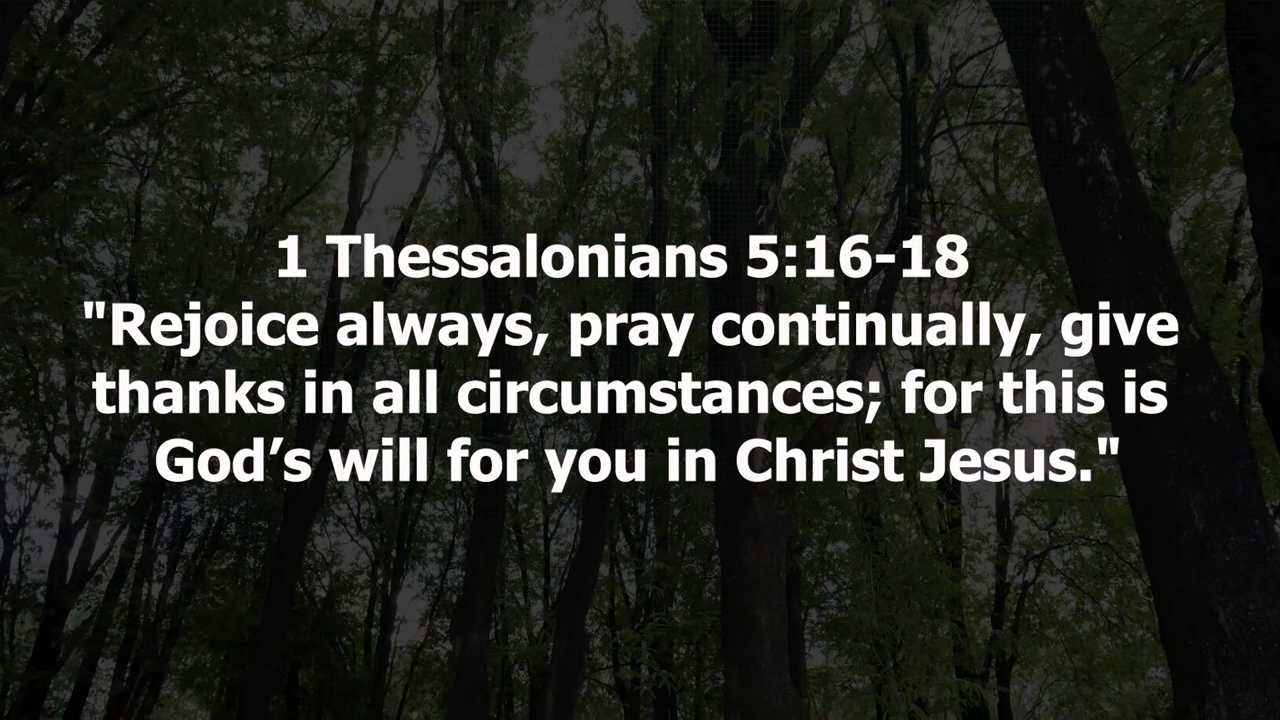 1 Thessalonians 5:16-18
"Rejoice always, pray continually, give
thanks in all circumstances; for this is
God’s will for you in Christ Jesus."